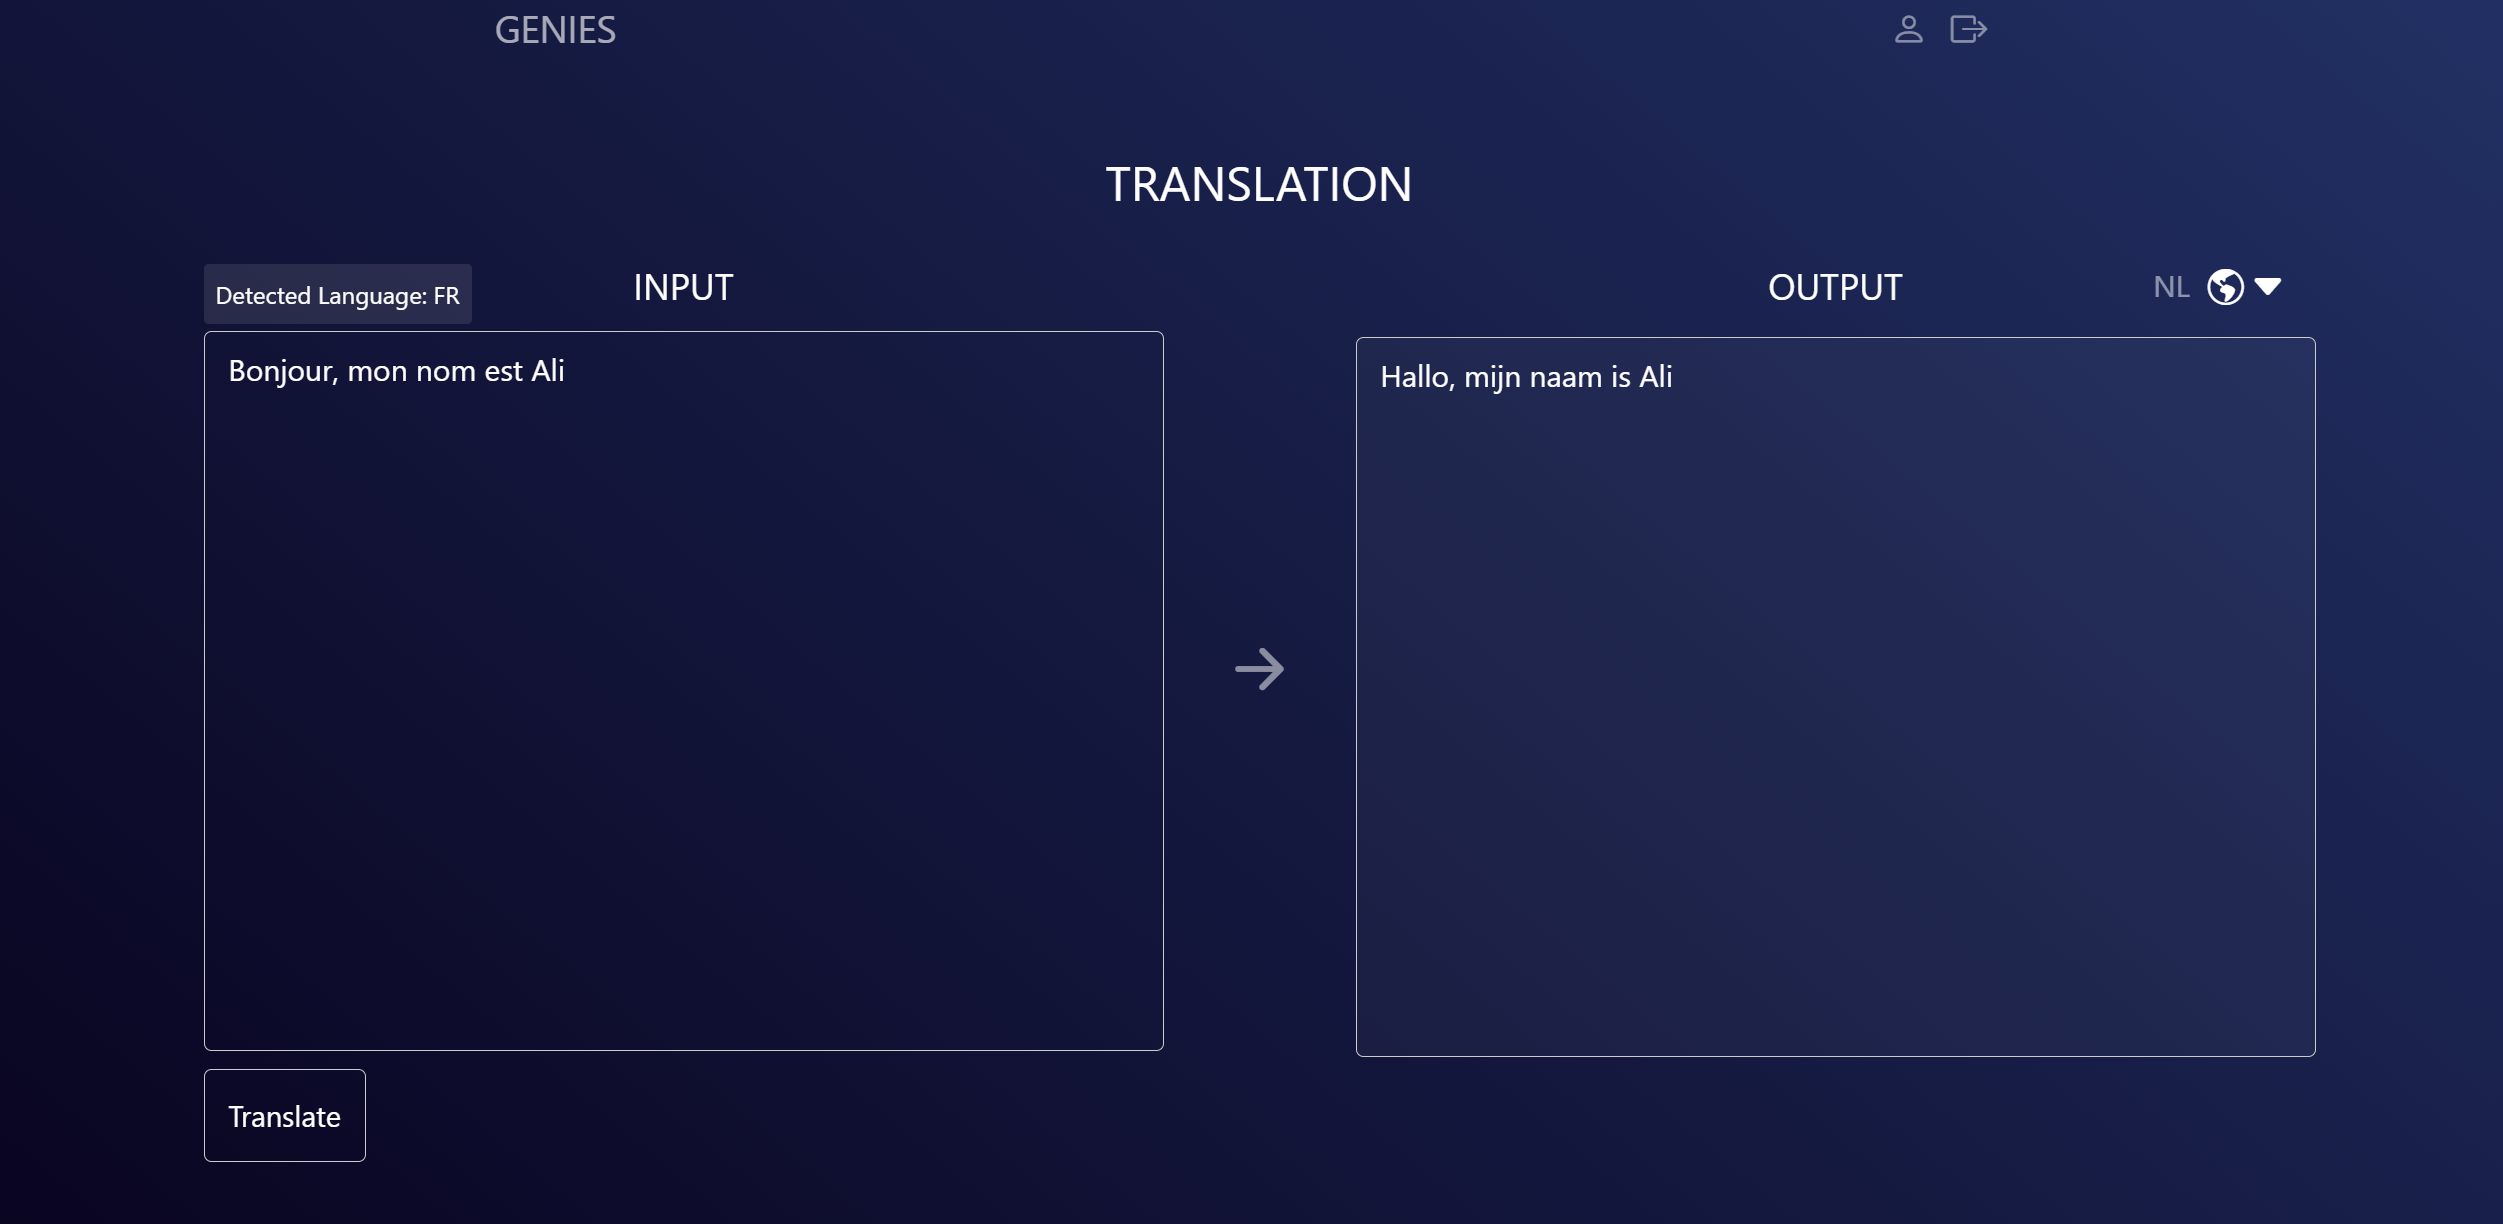 GENIES
TRANSLATION
Detected Language: FR
INPUT
OUTPUT
NL
Bonjour, mon nom est Ali
Hallo, mijn naam is Ali
Translate